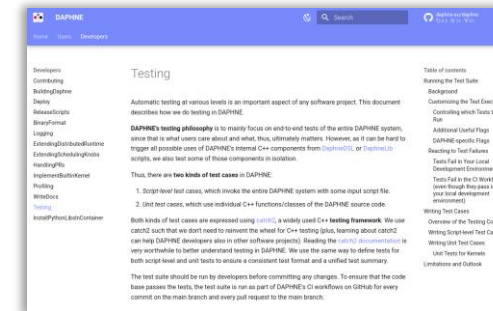 DAPHNE
Search
daphne-eu/daphne
Home Users Developers
Developers
Contributing
BuildingDaphne
Deploy
ReleaseScripts
BinaryFormat
Logging
ExtendingDistributedRuntime
ExtendingSchedulingKnobs
HandlingPRs
ImplementBuiltinKernel
Profiling
WriteDocs
Testing
InstallPythonLibsInContainer
Testing
Automatic testing at various levels is an important aspect of any software project. This document
describes how we do testing in DAPHNE.
DAPHNE's testing philosophy is to mainly focus on end-to-end tests of the entire DAPHNE system,
since that is what users care about and what, thus, ultimately matters. However, as it can be hard to
trigger all possible uses of DAPHNE's internal C++ components from DaphneDSL or DaphneLib
scripts, we also test some of those components in isolation.
Thus, there are two kinds of test cases in DAPHNE:
1. Script-level test cases, which invoke the entire DAPHNE system with some input script file.
2. Unit test cases, which use individual C++ functions/classes of the DAPHNE source code.
Both kinds of test cases are expressed using catch2, a widely used C++ testing framework. We use
catch2 such that we don't need to reinvent the wheel for C++ testing (plus, learning about catch2
can help DAPHNE developers also in other software projects). Reading the catch2 documentation is
very worthwhile to better understand testing in DAPHNE. We use the same way to define tests for
both script-level and unit tests to ensure a consistent test format and a unified test summary.
The test suite should be run by developers before committing any changes. To ensure that the code
base passes the tests, the test suite is run as part of DAPHNE's CI workflows on GitHub for every
commit on the main branch and every pull request to the main branch.
Table of contents
Running the Test Suite
Background
Customizing the Test Exec
Controlling which Tests t
Run
Additional Useful Flags
DAPHNE-specific Flags
Reacting to Test Failures
Tests Fail in Your Local
Development Environme
Tests Fail in the CI Workf
(even though they pass i
your local development
environment)
Writing Test Cases
Overview of the Testing Co
Writing Script-level Test Ca
Writing Unit Test Cases
Unit Tests for Kernels
Limitations and Outlook